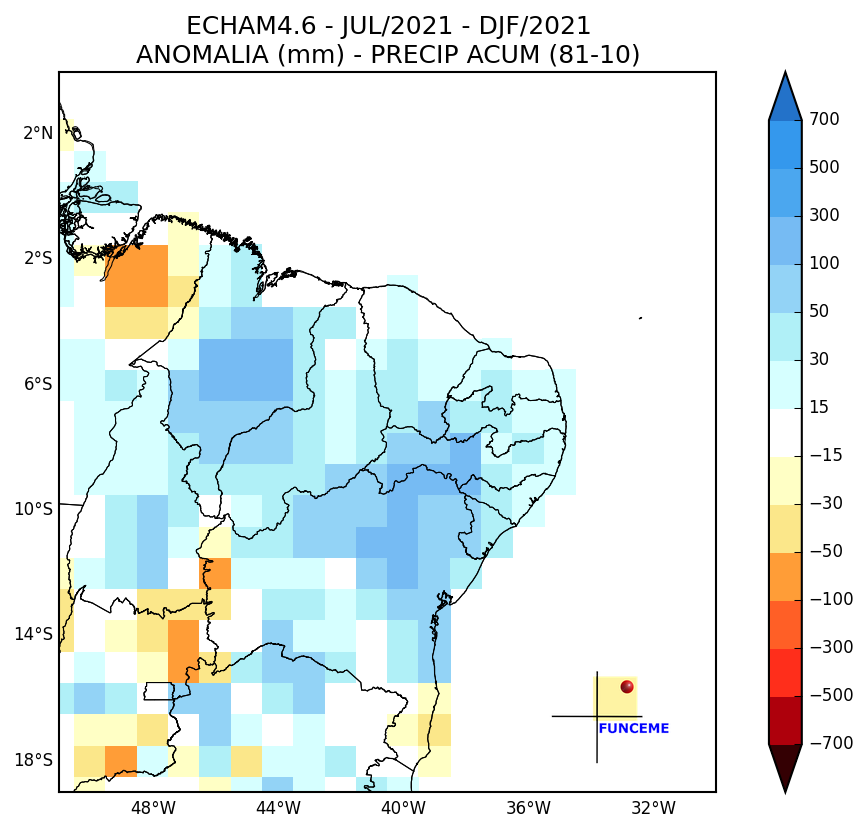 ECHAM4.6 - JUL/2021 - DJF/2021
ANOMALIA (mm) - PRECIP ACUM (81-10)
2°N
2°S
6°S
10°S
14°S
18°S
48°W 44°W 40°W 36°W 32°W
700
500
300
100
50
30
15
−15
−30
−50
−100
−300
−500
−700
FUNCEME